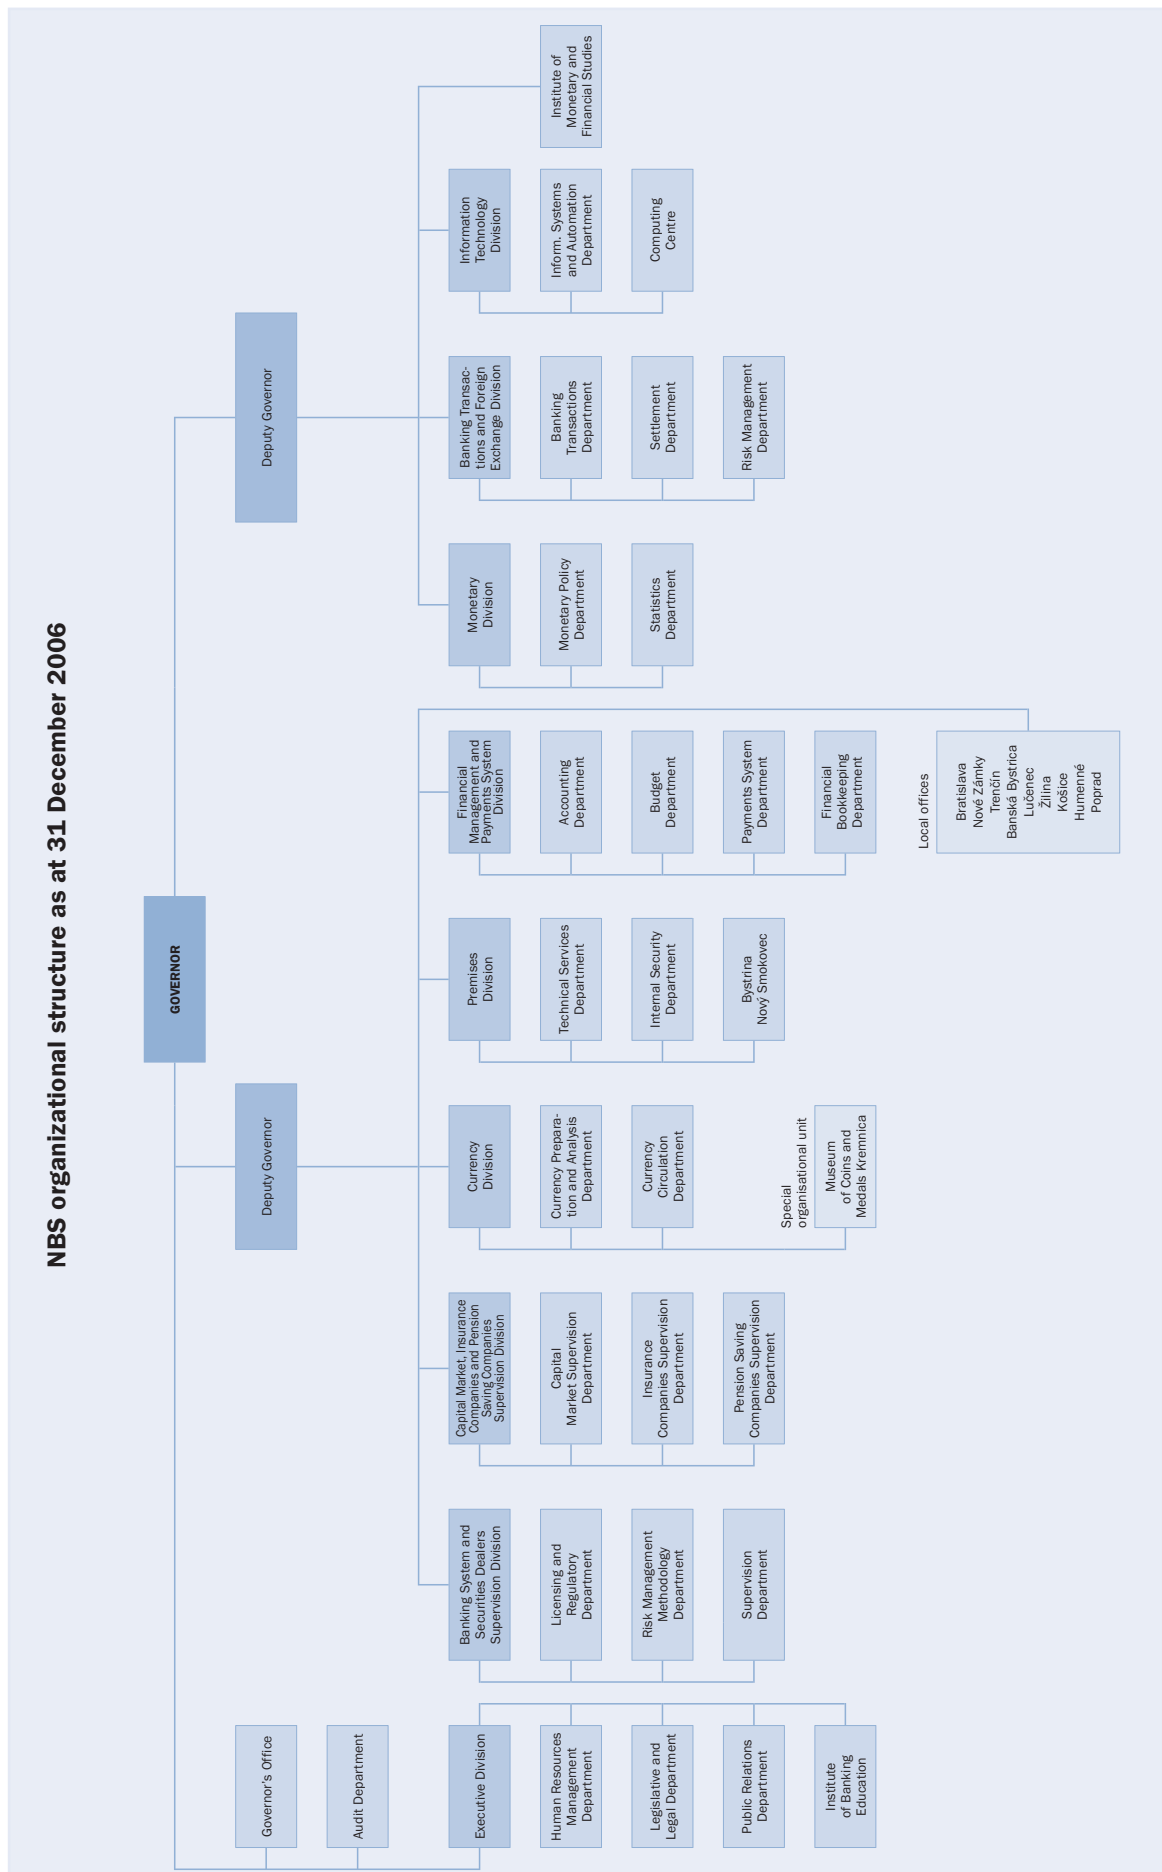 NBS organizational structure as at 31 December 2006
GOVERNOR
Governor's Office
Audit Department
Deputy Governor
Deputy Governor
Executive Division
Human Resources
Management
Department
Legislative and
Legal Department
Public Relations
Department
Institute
of Banking
Education
Banking System and
Securities Dealers
Supervision Division
Licensing and
Regulatory
Department
Risk Management
Methodology
Department
Supervision
Department
Capital Market, Insurance
Companies and Pension
Saving Companies
Supervision Division
Capital
Market Supervision
Department
Insurance
Companies Supervision
Department
Pension Saving
Companies Supervision
Department
Currency
Division
Currency Prepara-
tion and Analysis
Department
Currency
Circulation
Department
Special
organisational unit
Museum
of Coins and
Medals Kremnica
Premises
Division
Technical Services
Department
Internal Security
Department
Bystrina
Nový Smokovec
Financial
Management and
Payments System
Division
Accounting
Department
Budget
Department
Payments System
Department
Financial
Bookkeeping
Department
Local offices
Bratislava
Nové Zámky
Trenčín
Banská Bystrica
Lučenec
Žilina
Košice
Humenné
Poprad
Monetary
Division
Monetary Policy
Department
Statistics
Department
Banking Transac-
tions and Foreign
Exchange Division
Banking
Transactions
Department
Settlement
Department
Risk Management
Department
Information
Technology
Division
Inform. Systems
and Automation
Department
Computing
Centre
Institute of
Monetary and
Financial Studies